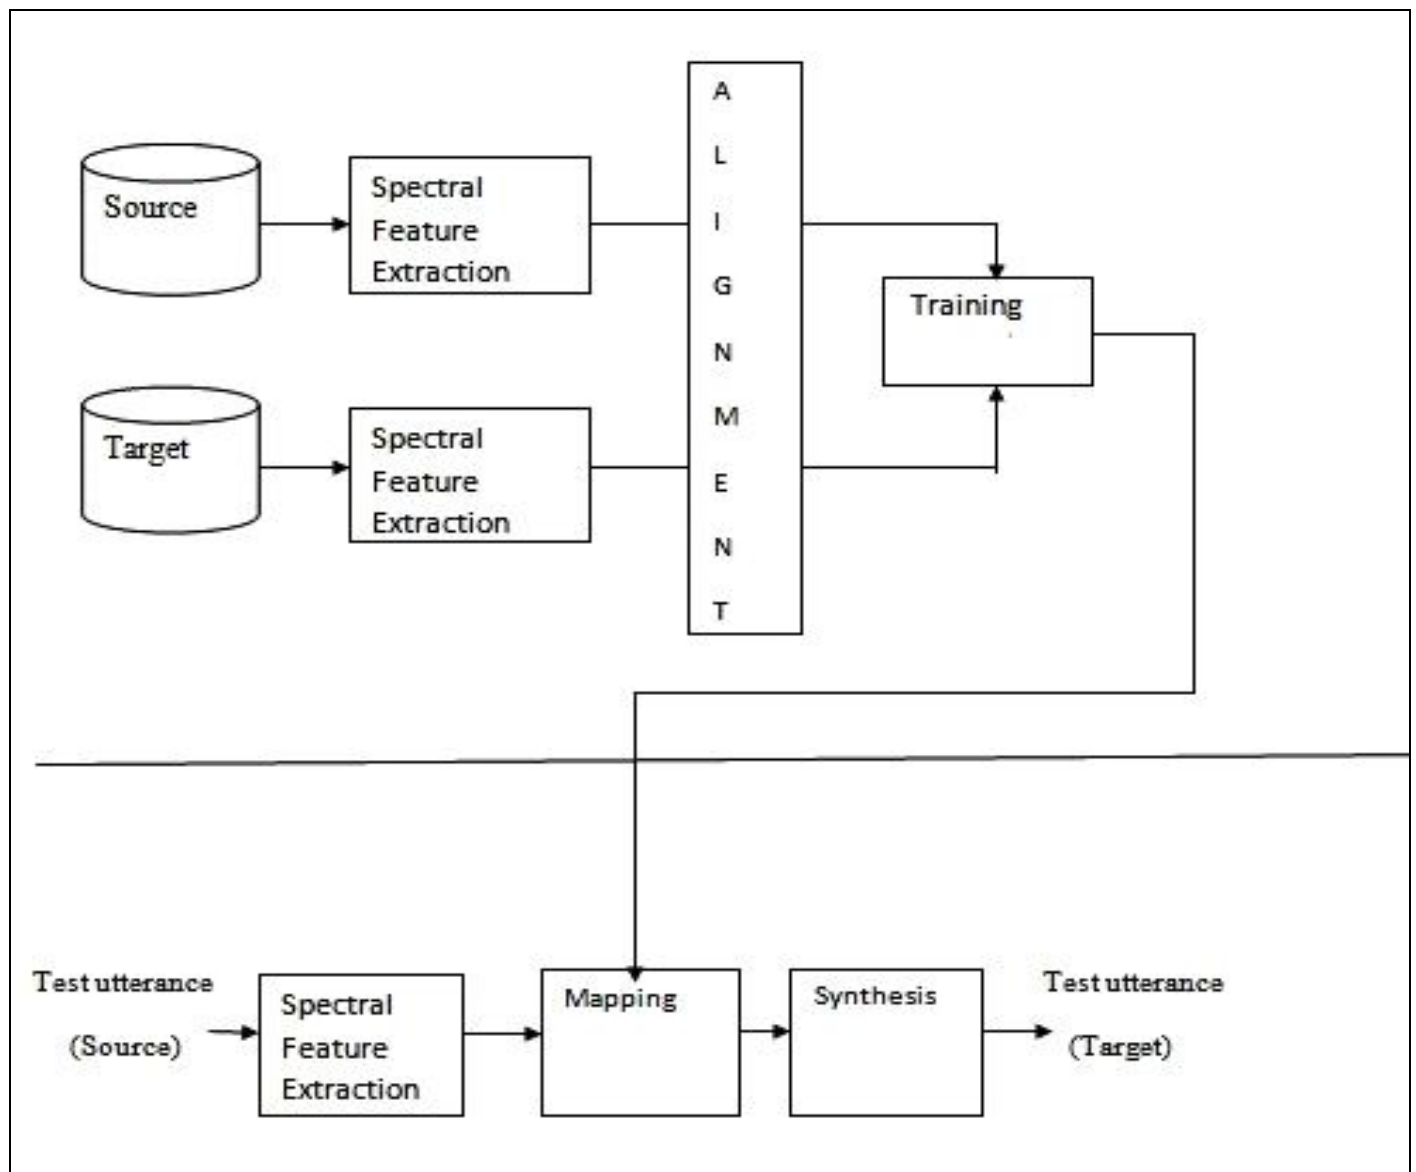 Source
Spectral
Feature
Extraction
Target
Spectral
Feature
Extraction
A
L
I
G
N
M
E
N
T
Training
Test utterance
(Source)
Spectral
Feature
Extraction
Mapping
Synthesis
Test utterance
(Target)